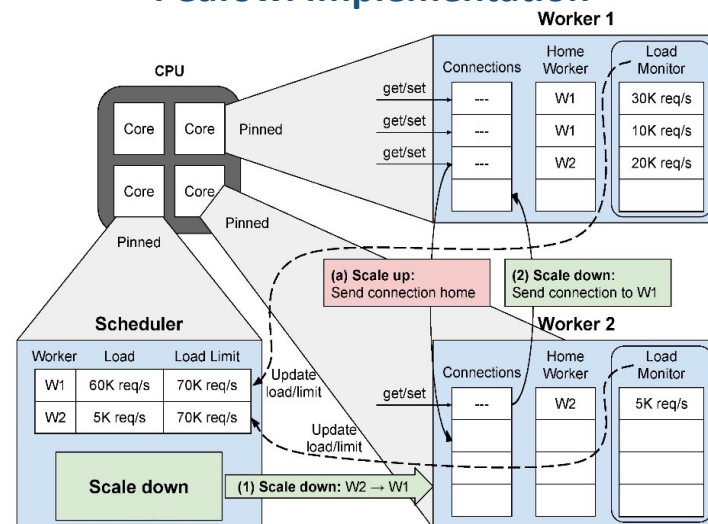 Worker 1
CPU
Core
Core
Core
Core
Pinned
Pinned
Pinned
Connections
Home
Worker
Load
Monitor
get/set
---
W1
30K req/s
get/set
---
W1
10K req/s
get/set
---
W2
20K req/s
(a) Scale up:
Send connection home
(2) Scale down:
Send connection to W1
Scheduler
Worker
Load
Load Limit
W1
60K req/s
70K req/s
W2
5K req/s
70K req/s
Update
load/limit
Update
load/limit
Scale down
(1) Scale down: W2 → W1
Worker 2
Connections
Home
Worker
Load
Monitor
get/set
---
W2
5K req/s